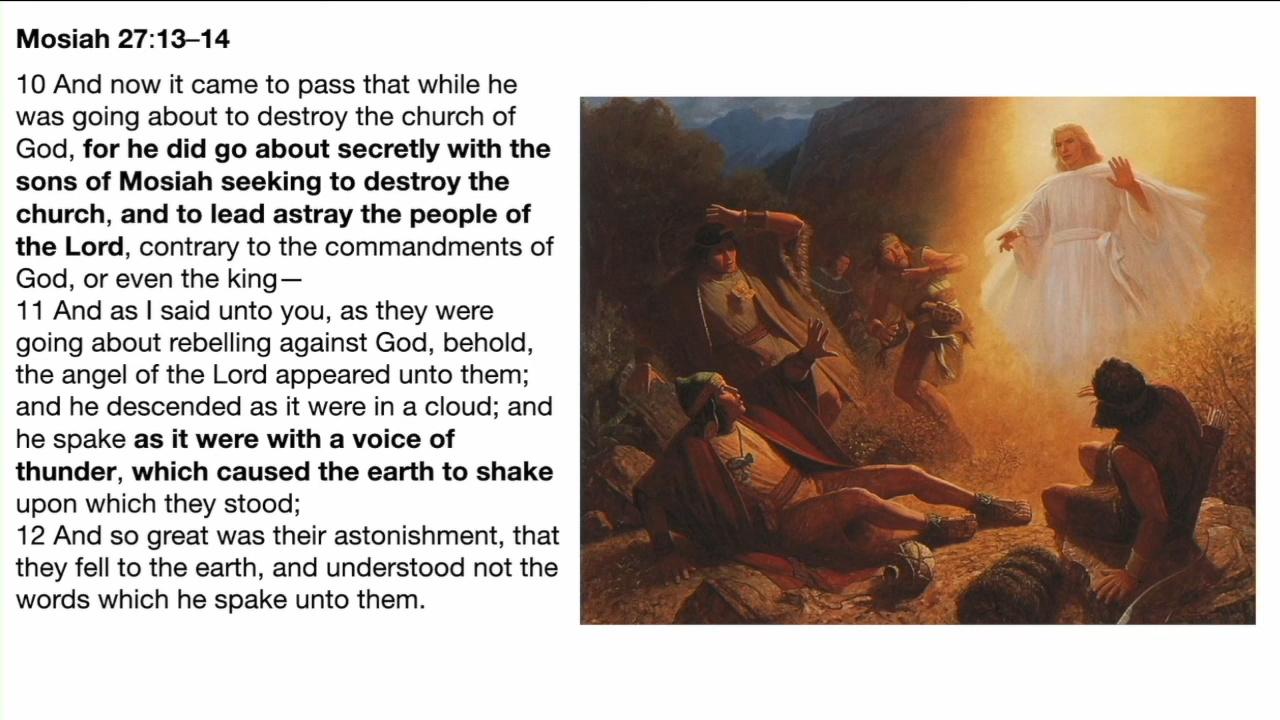 Mosiah 27:13–14
10 And now it came to pass that while he
was going about to destroy the church of
God, for he did go about secretly with the
sons of Mosiah seeking to destroy the
church, and to lead astray the people of
the Lord, contrary to the commandments of
God, or even the king—
11 And as I said unto you, as they were
going about rebelling against God, behold,
the angel of the Lord appeared unto them;
and he descended as it were in a cloud; and
he spake as it were with a voice of
thunder, which caused the earth to shake
upon which they stood;
12 And so great was their astonishment, that
they fell to the earth, and understood not the
words which he spake unto them.